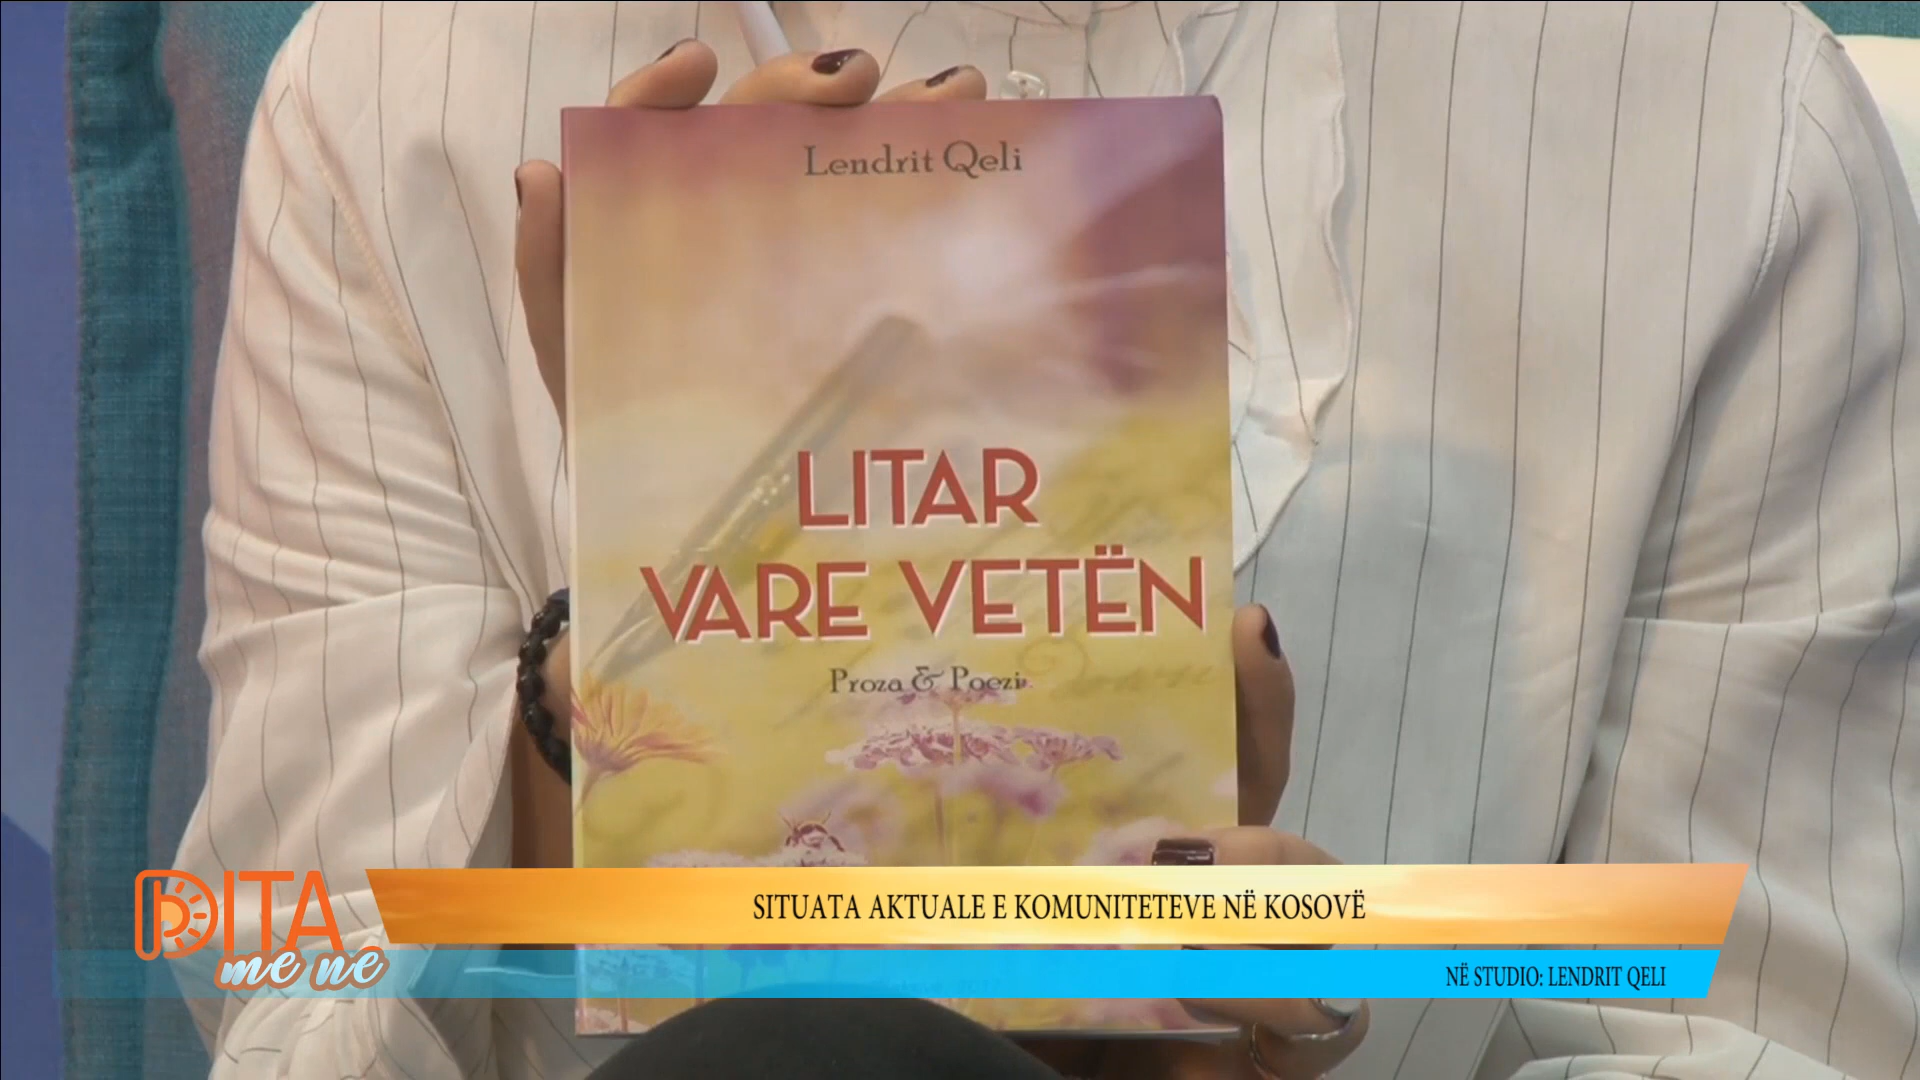 Lendrit Qeli
LITAR
VARE VETËN
Proza & Poezi
SITUATA AKTUALE E KOMUNITETEVE NË KOSOVË
DITA
me ne
NË STUDIO: LENDRIT QELI